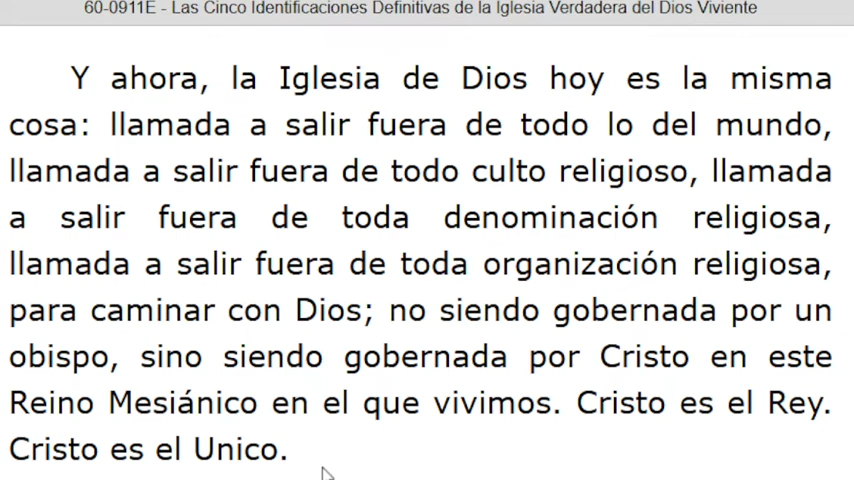 60-0911E - Las Cinco Identificaciones Definitivas de la Iglesia Verdadera del Dios Viviente
Y ahora, la Iglesia de Dios hoy es la misma
cosa: llamada a salir fuera de todo lo del mundo,
llamada a salir fuera de todo culto religioso, llamada
a salir fuera de toda denominación religiosa,
llamada a salir fuera de toda organización religiosa,
para caminar con Dios; no siendo gobernada por un
obispo, sino siendo gobernada por Cristo en este
Reino Mesiánico en el que vivimos. Cristo es el Rey.
Cristo es el Unico.